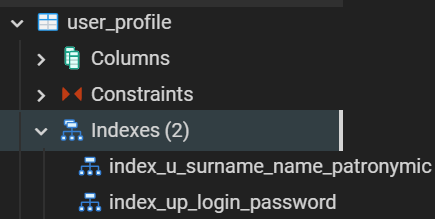 user_profile
Columns
Constraints
Indexes (2)
index_u_surname_name_patronymic
index_up_login_password